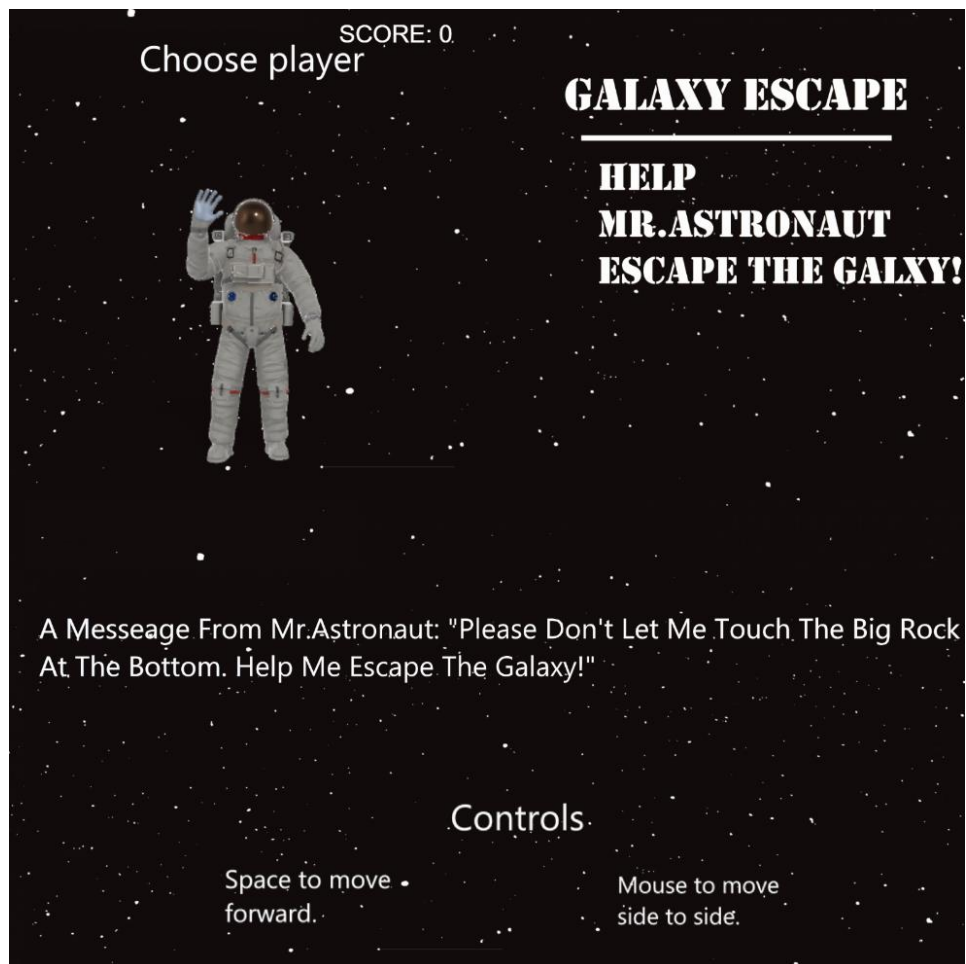 SCORE: 0
Choose player
GALAXY ESCAPE
HELP
MR.ASTRONAUT
ESCAPE THE GALXY!
A Messeage From Mr.Astronaut: "Please Don't Let Me Touch The Big Rock
At The Bottom. Help Me Escape The Galaxy!"
Controls
Space to move
forward.
Mouse to move
side to side.